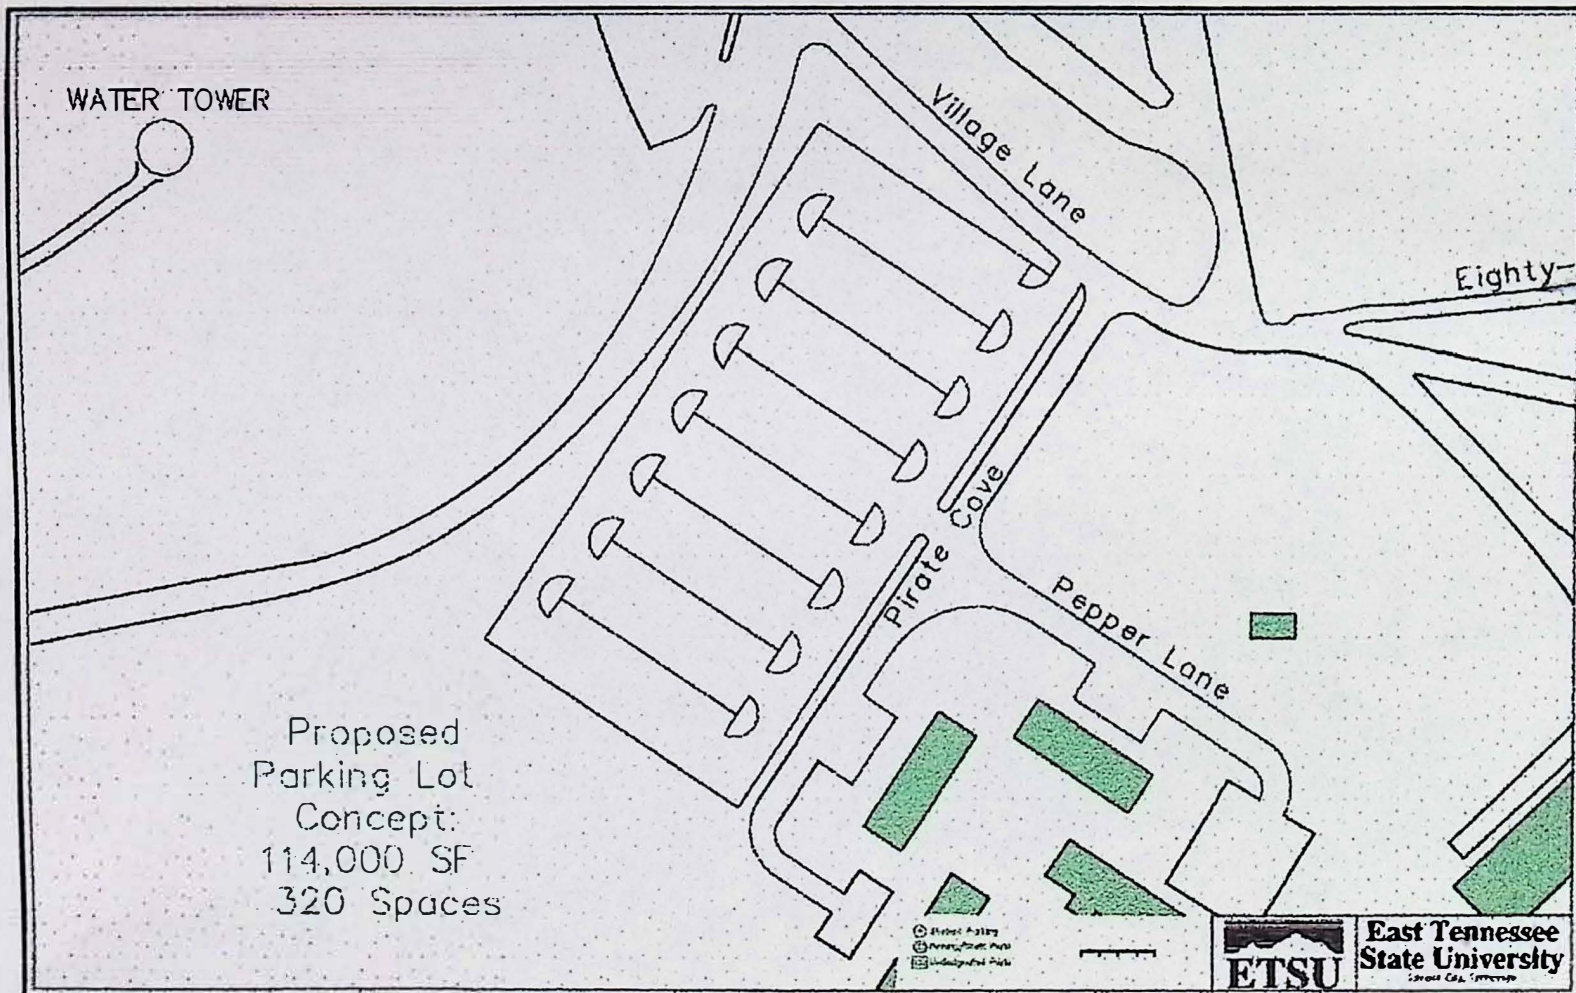 WATER TOWER
Village Lane
Eighty-
Pirate Cove
Pepper Lane
Proposed
Parking Lot
Concept:
114,000 SF
320 Spaces
ETSU
East Tennessee
State University